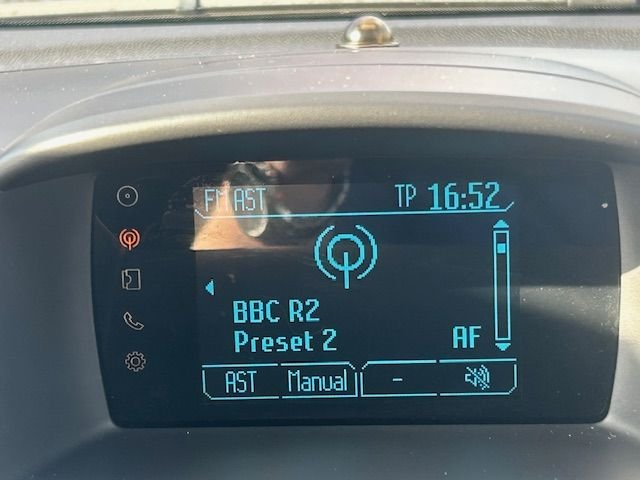 FM AST TP 16:52
BBC R2
Preset 2 AF
AST Manual -